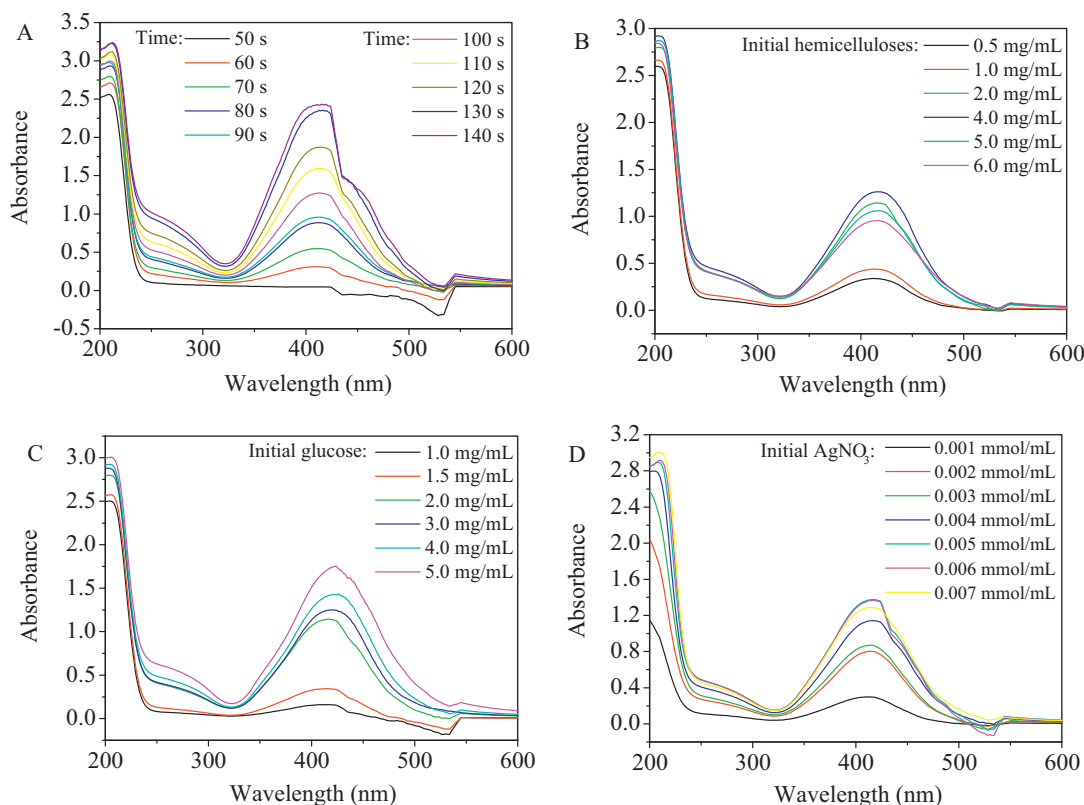 A
Time:
50 s
60 s
70 s
80 s
90 s
Time:
100 s
110 s
120 s
130 s
140 s
3.5
3.0
2.5
2.0
1.5
1.0
0.5
0.0
-0.5
Absorbance
200 300 400 500 600
Wavelength (nm)
B
Initial hemicelluloses:
0.5 mg/mL
1.0 mg/mL
2.0 mg/mL
4.0 mg/mL
5.0 mg/mL
6.0 mg/mL
3.0
2.5
2.0
1.5
1.0
0.5
0.0
Absorbance
200 300 400 500 600
Wavelength (nm)
C
Initial glucose:
1.0 mg/mL
1.5 mg/mL
2.0 mg/mL
3.0 mg/mL
4.0 mg/mL
5.0 mg/mL
3.0
2.5
2.0
1.5
1.0
0.5
0.0
Absorbance
200 300 400 500 600
Wavelength (nm)
D
Initial AgNO₃:
0.001 mmol/mL
0.002 mmol/mL
0.003 mmol/mL
0.004 mmol/mL
0.005 mmol/mL
0.006 mmol/mL
0.007 mmol/mL
3.2
2.8
2.4
2.0
1.6
1.2
0.8
0.4
0.0
Absorbance
200 300 400 500 600
Wavelength (nm)